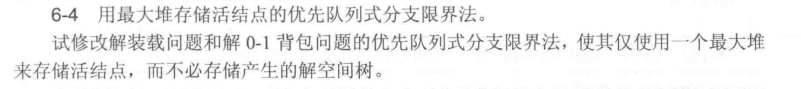 6-4 用最大堆存储活结点的优先队列式分支限界法。
试修改解装载问题和解 0-1 背包问题的优先队列式分支限界法，使其仅使用一个最大堆
来存储活结点，而不必存储产生的解空间树。